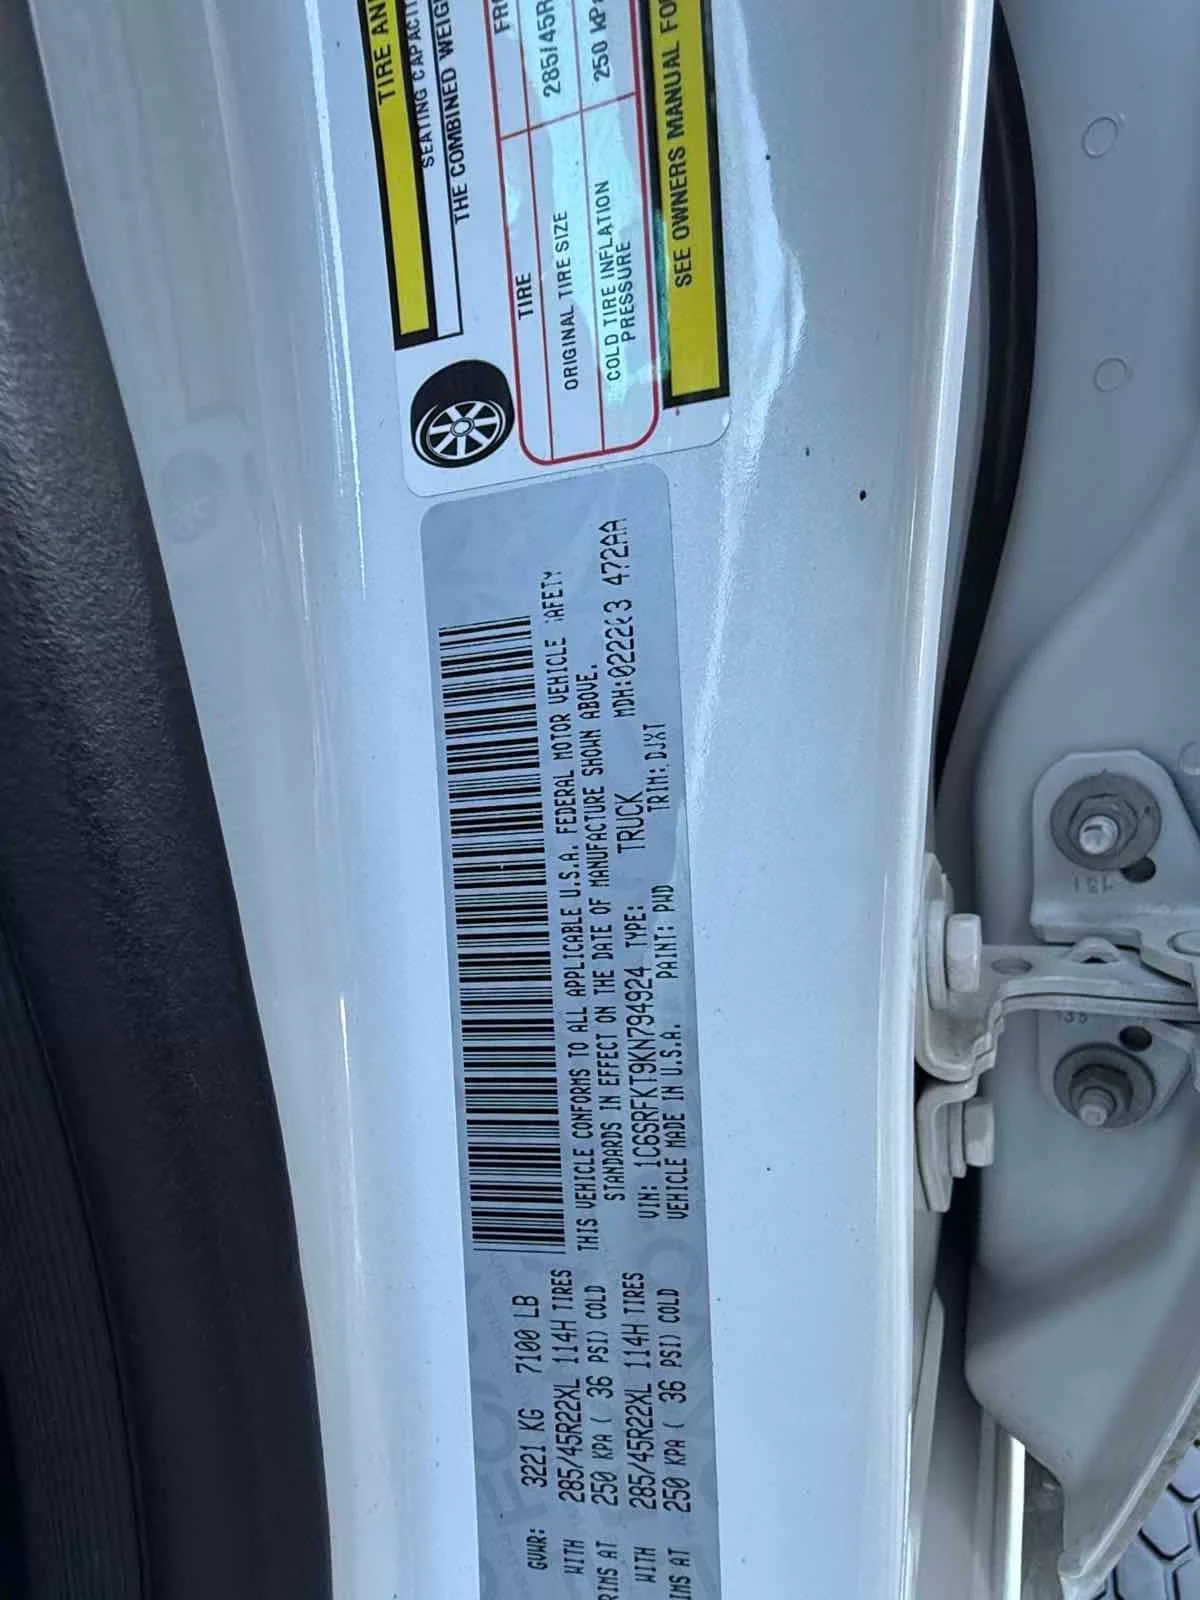 TIRE AN
SEATING CAPACIT
THE COMBINED WEIG
TIRE FR
ORIGINAL TIRE SIZE 285/45R
COLD TIRE INFLATION PRESSURE 250 KPa
SEE OWNERS MANUAL FO
GVWR: 3221 KG 7100 LB
WITH 285/45R22XL 114H TIRES
RIMS AT 250 KPA ( 36 PSI) COLD
WITH 285/45R22XL 114H TIRES
IMS AT 250 KPA ( 36 PSI) COLD
THIS VEHICLE CONFORMS TO ALL APPLICABLE U.S.A. FEDERAL MOTOR VEHICLE AFETY
STANDARDS IN EFFECT ON THE DATE OF MANUFACTURE SHOWN ABOVE.
VIN: 1C6SRFKT9KN794924 TYPE: TRUCK MDH: 472AA
VEHICLE MADE IN U.S.A. PAINT: PWD TRIM: DJXT
131